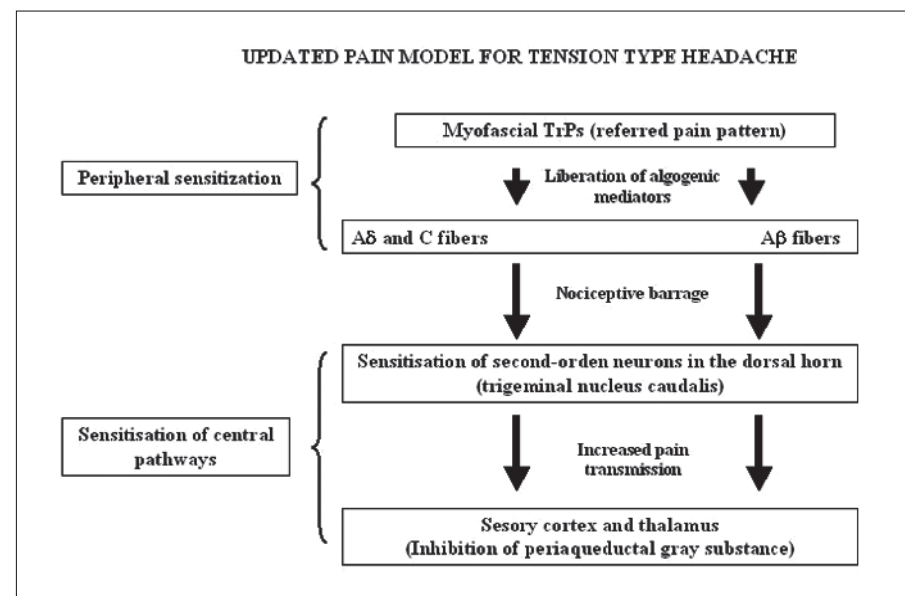 UPDATED PAIN MODEL FOR TENSION TYPE HEADACHE
Myofascial TrPs (referred pain pattern)
Peripheral sensitization
Liberation of algogenic
mediators
Aδ and C fibers Aβ fibers
Nociceptive barrage
Sensitisation of second-orden neurons in the dorsal horn
(trigeminal nucleus caudalis)
Sensitisation of central
pathways
Increased pain
transmission
Sesory cortex and thalamus
(Inhibition of periaqueductal gray substance)